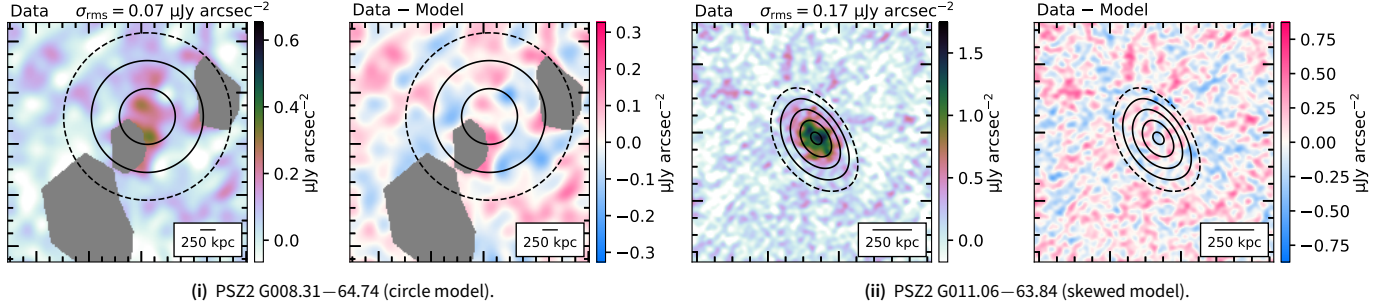 Data σrms = 0.07 μJy arcsec⁻²
0.6
0.4
0.2
0.0
μJy arcsec⁻²
250 kpc
Data − Model
0.3
0.2
0.1
0.0
−0.1
−0.2
−0.3
μJy arcsec⁻²
250 kpc
(i) PSZ2 G008.31−64.74 (circle model).
Data σrms = 0.17 μJy arcsec⁻²
1.5
1.0
0.5
0.0
μJy arcsec⁻²
250 kpc
Data − Model
0.75
0.50
0.25
0.00
−0.25
−0.50
−0.75
μJy arcsec⁻²
250 kpc
(ii) PSZ2 G011.06−63.84 (skewed model).